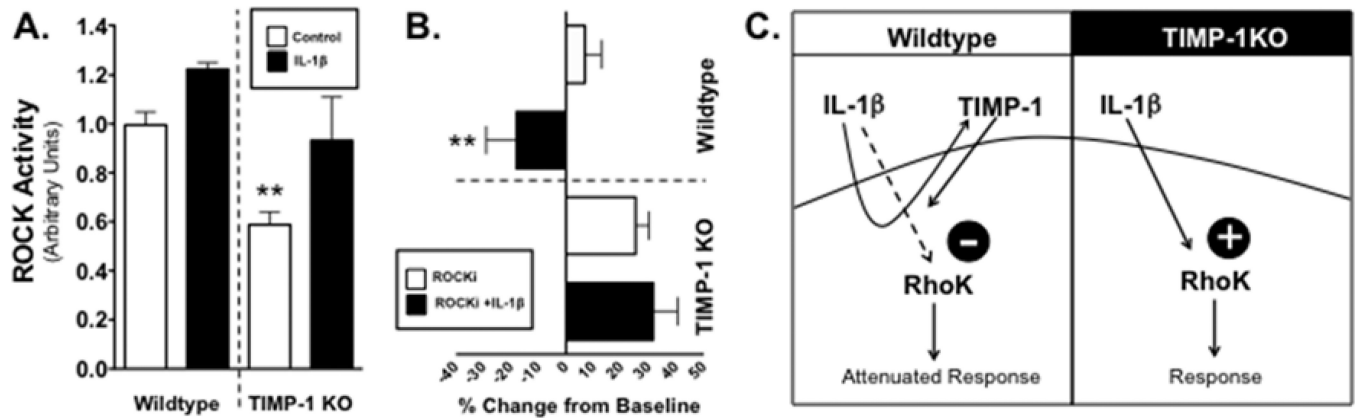 A.
ROCK Activity
(Arbitrary Units)
1.4
1.2
1.0
0.8
0.6
0.4
0.2
0.0
Control
IL-1β
**
Wildtype
TIMP-1 KO
B.
**
Wildtype
TIMP-1 KO
ROCKi
ROCKi +IL-1β
-40 -30 -20 -10 0 10 20 30 40 50
% Change from Baseline
C.
Wildtype
TIMP-1KO
IL-1β
TIMP-1
IL-1β
-
+
RhoK
RhoK
Attenuated Response
Response